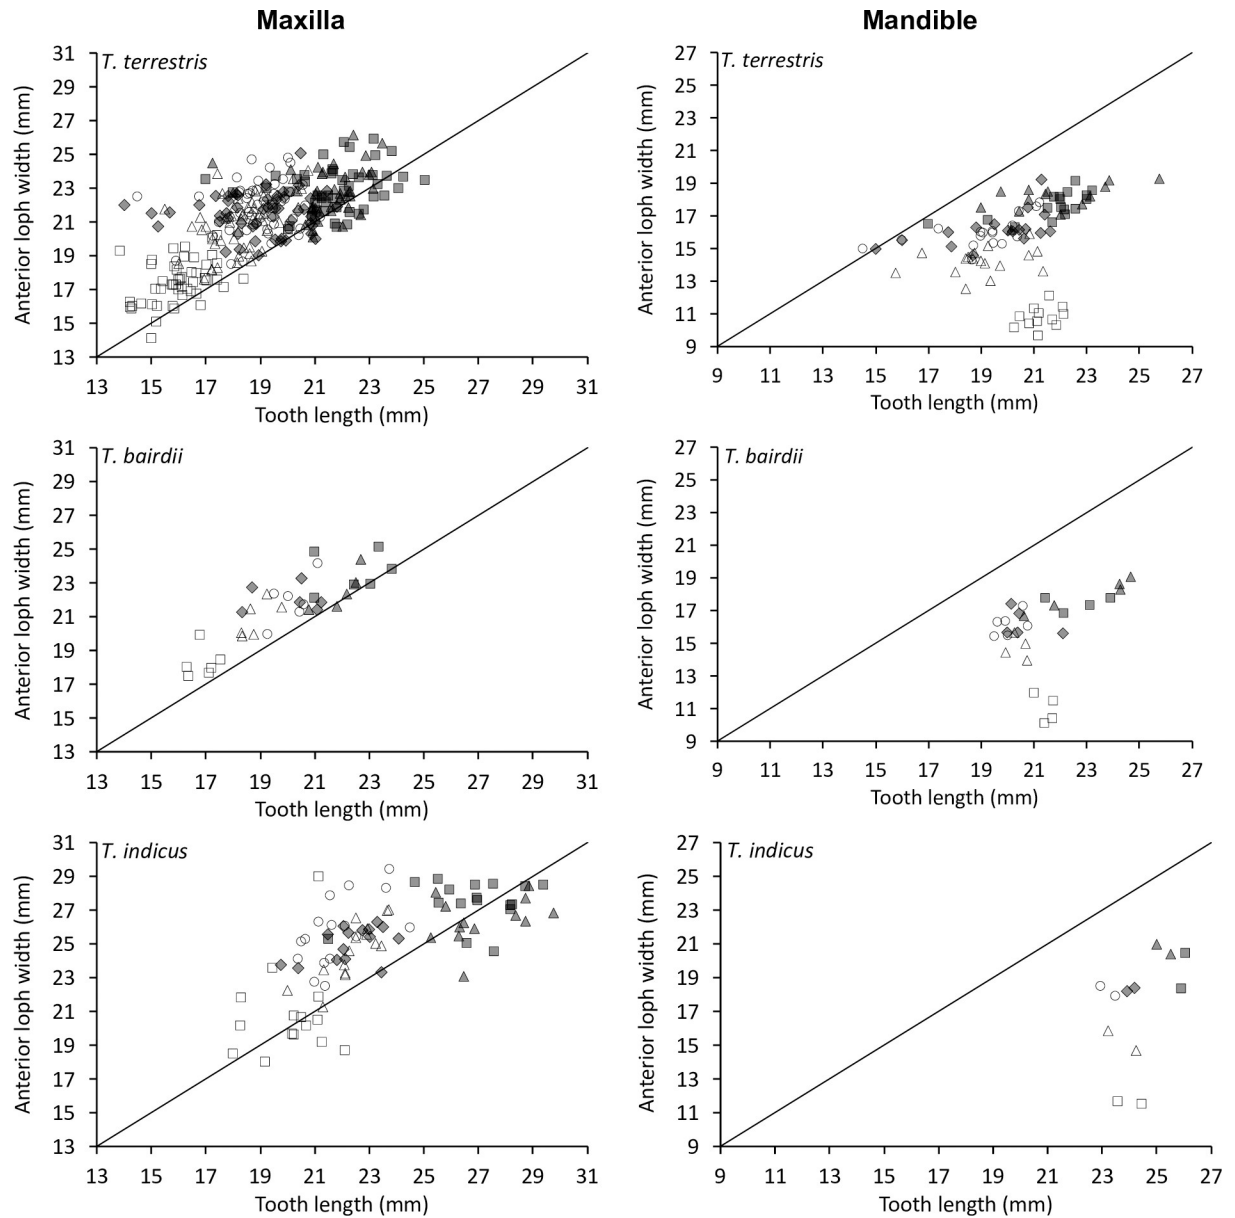 Maxilla Mandible
T. terrestris
31
29
27
25
23
21
19
17
15
13
Anterior loph width (mm)
13 15 17 19 21 23 25 27 29 31
Tooth length (mm)
T. terrestris
27
25
23
21
19
17
15
13
11
9
Anterior loph width (mm)
9 11 13 15 17 19 21 23 25 27
Tooth length (mm)
T. bairdii
31
29
27
25
23
21
19
17
15
13
Anterior loph width (mm)
13 15 17 19 21 23 25 27 29 31
Tooth length (mm)
T. bairdii
27
25
23
21
19
17
15
13
11
9
Anterior loph width (mm)
9 11 13 15 17 19 21 23 25 27
Tooth length (mm)
T. indicus
31
29
27
25
23
21
19
17
15
13
Anterior loph width (mm)
13 15 17 19 21 23 25 27 29 31
Tooth length (mm)
T. indicus
27
25
23
21
19
17
15
13
11
9
Anterior loph width (mm)
9 11 13 15 17 19 21 23 25 27
Tooth length (mm)